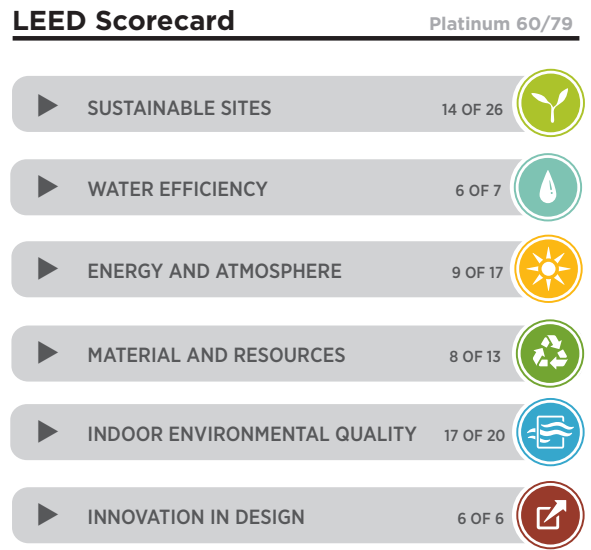 LEED Scorecard Platinum 60/79
SUSTAINABLE SITES 14 OF 26
WATER EFFICIENCY 6 OF 7
ENERGY AND ATMOSPHERE 9 OF 17
MATERIAL AND RESOURCES 8 OF 13
INDOOR ENVIRONMENTAL QUALITY 17 OF 20
INNOVATION IN DESIGN 6 OF 6